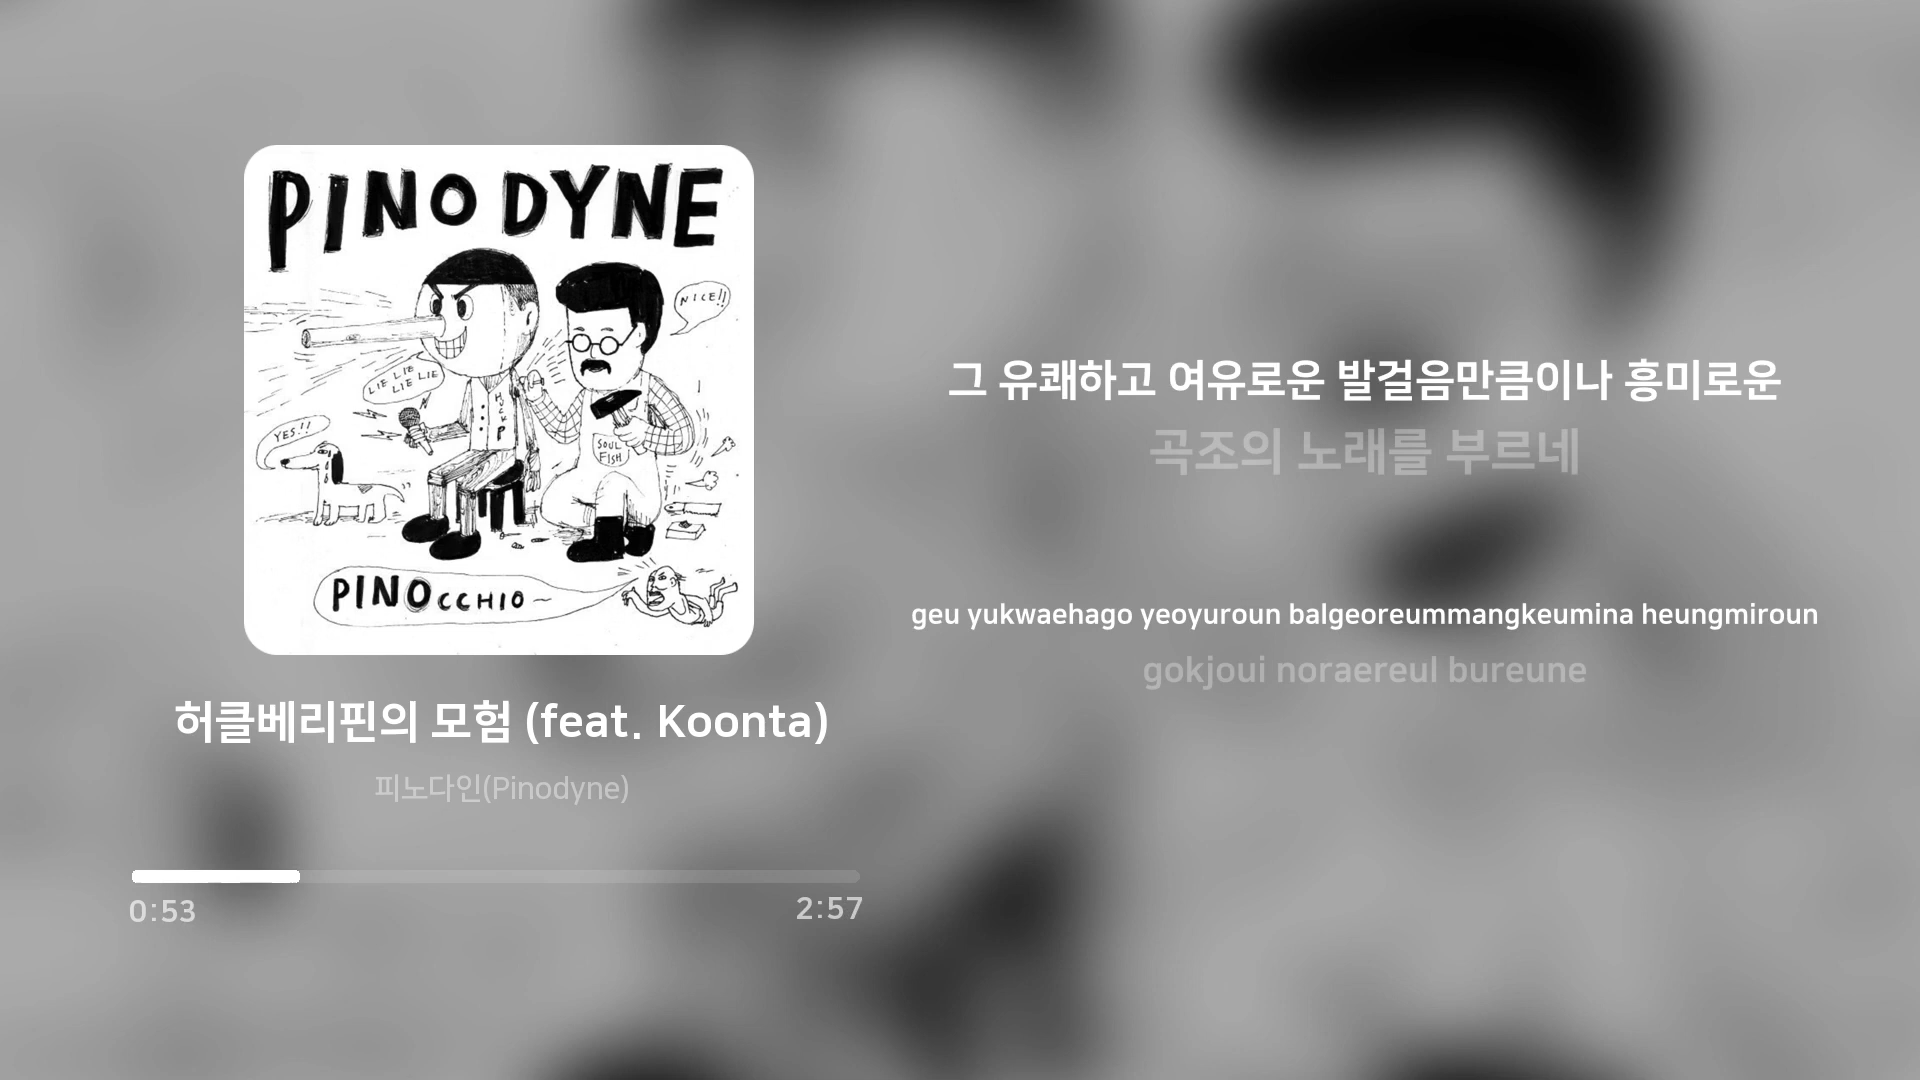 PINODYNE
NICE!!
LIE LIE
LIE LIE
YES.!!
HUCK P
SOUL
FISH
PINOCCHIO~
허클베리핀의 모험 (feat. Koonta)
피노다인(Pinodyne)
0:53
2:57
그 유쾌하고 여유로운 발걸음만큼이나 흥미로운
곡조의 노래를 부르네
geu yukwaehago yeoyuroun balgeoreummangkeumina heungmiroun
gokjoui noraereul bureune